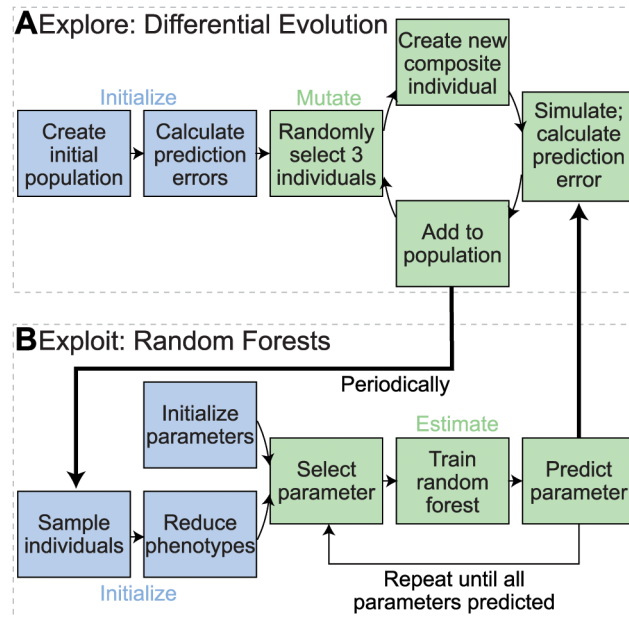 A Explore: Differential Evolution
Initialize
Mutate
Create
initial
population
Calculate
prediction
errors
Randomly
select 3
individuals
Create new
composite
individual
Simulate;
calculate
prediction
error
Add to
population
B Exploit: Random Forests
Periodically
Initialize
parameters
Estimate
Sample
individuals
Reduce
phenotypes
Select
parameter
Train
random
forest
Predict
parameter
Initialize
Repeat until all
parameters predicted